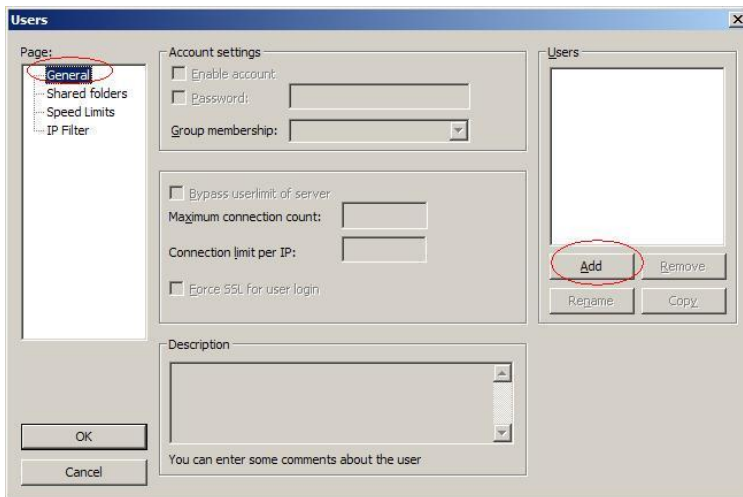 Users
Page:
General
Shared folders
Speed Limits
IP Filter
OK
Cancel
Account settings
Enable account
Password:
Group membership:
Bypass userlimit of server
Maximum connection count:
Connection limit per IP:
Force SSL for user login
Description
You can enter some comments about the user
Users
Add
Remove
Rename
Copy